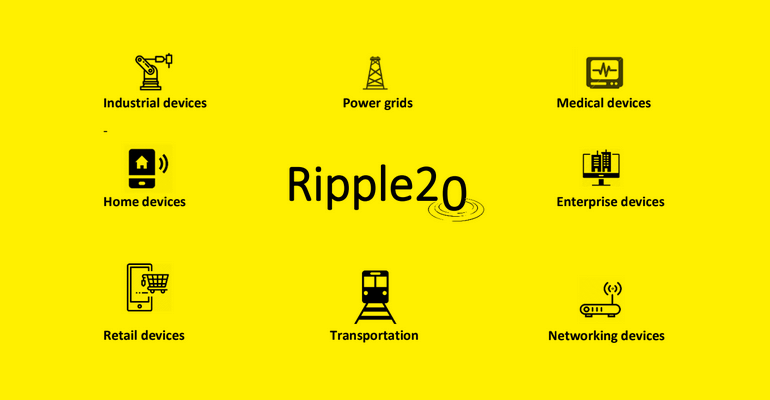 Industrial devices
Power grids
Medical devices
-
Home devices
Ripple20
Enterprise devices
Retail devices
Transportation
Networking devices